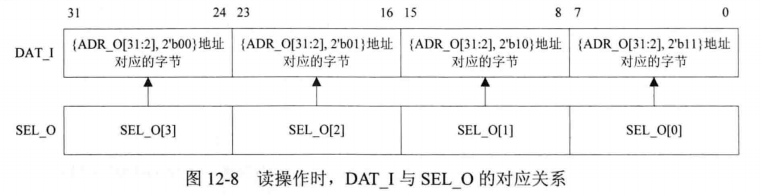 31 24 23 16 15 8 7 0
DAT_I
{ADR_O[31:2], 2'b00}地址
对应的字节
{ADR_O[31:2], 2'b01}地址
对应的字节
{ADR_O[31:2], 2'b10}地址
对应的字节
{ADR_O[31:2], 2'b11}地址
对应的字节
SEL_O SEL_O[3] SEL_O[2] SEL_O[1] SEL_O[0]
图 12-8 读操作时，DAT_I 与 SEL_O 的对应关系